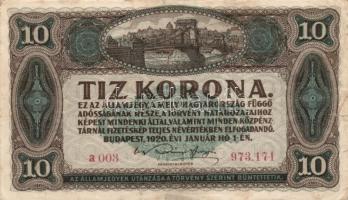 10 10
TIZ KORONA.
EZ AZ ÁLLAMJEGY, A MELY MAGYARORSZÁG FÜGGŐ
ADÓSSÁGÁNAK RÉSZE, A TÖRVÉNY HATÁROZATAIHOZ
KÉPEST MINDENKI ÁLTAL, VALAMINT MINDEN KÖZPÉNZ-
TÁRNÁL FIZETÉSKÉP TELJES NÉVÉRTÉKBEN ELFOGADANDÓ.
BUDAPEST, 1920. ÉVI JANUÁR HÓ 1-ÉN.
a 003 973,171
10 10
AZ ÁLLAMJEGYEK UTÁNZÁSA A TÖRVÉNY SZERINT BÜNTETTETIK.